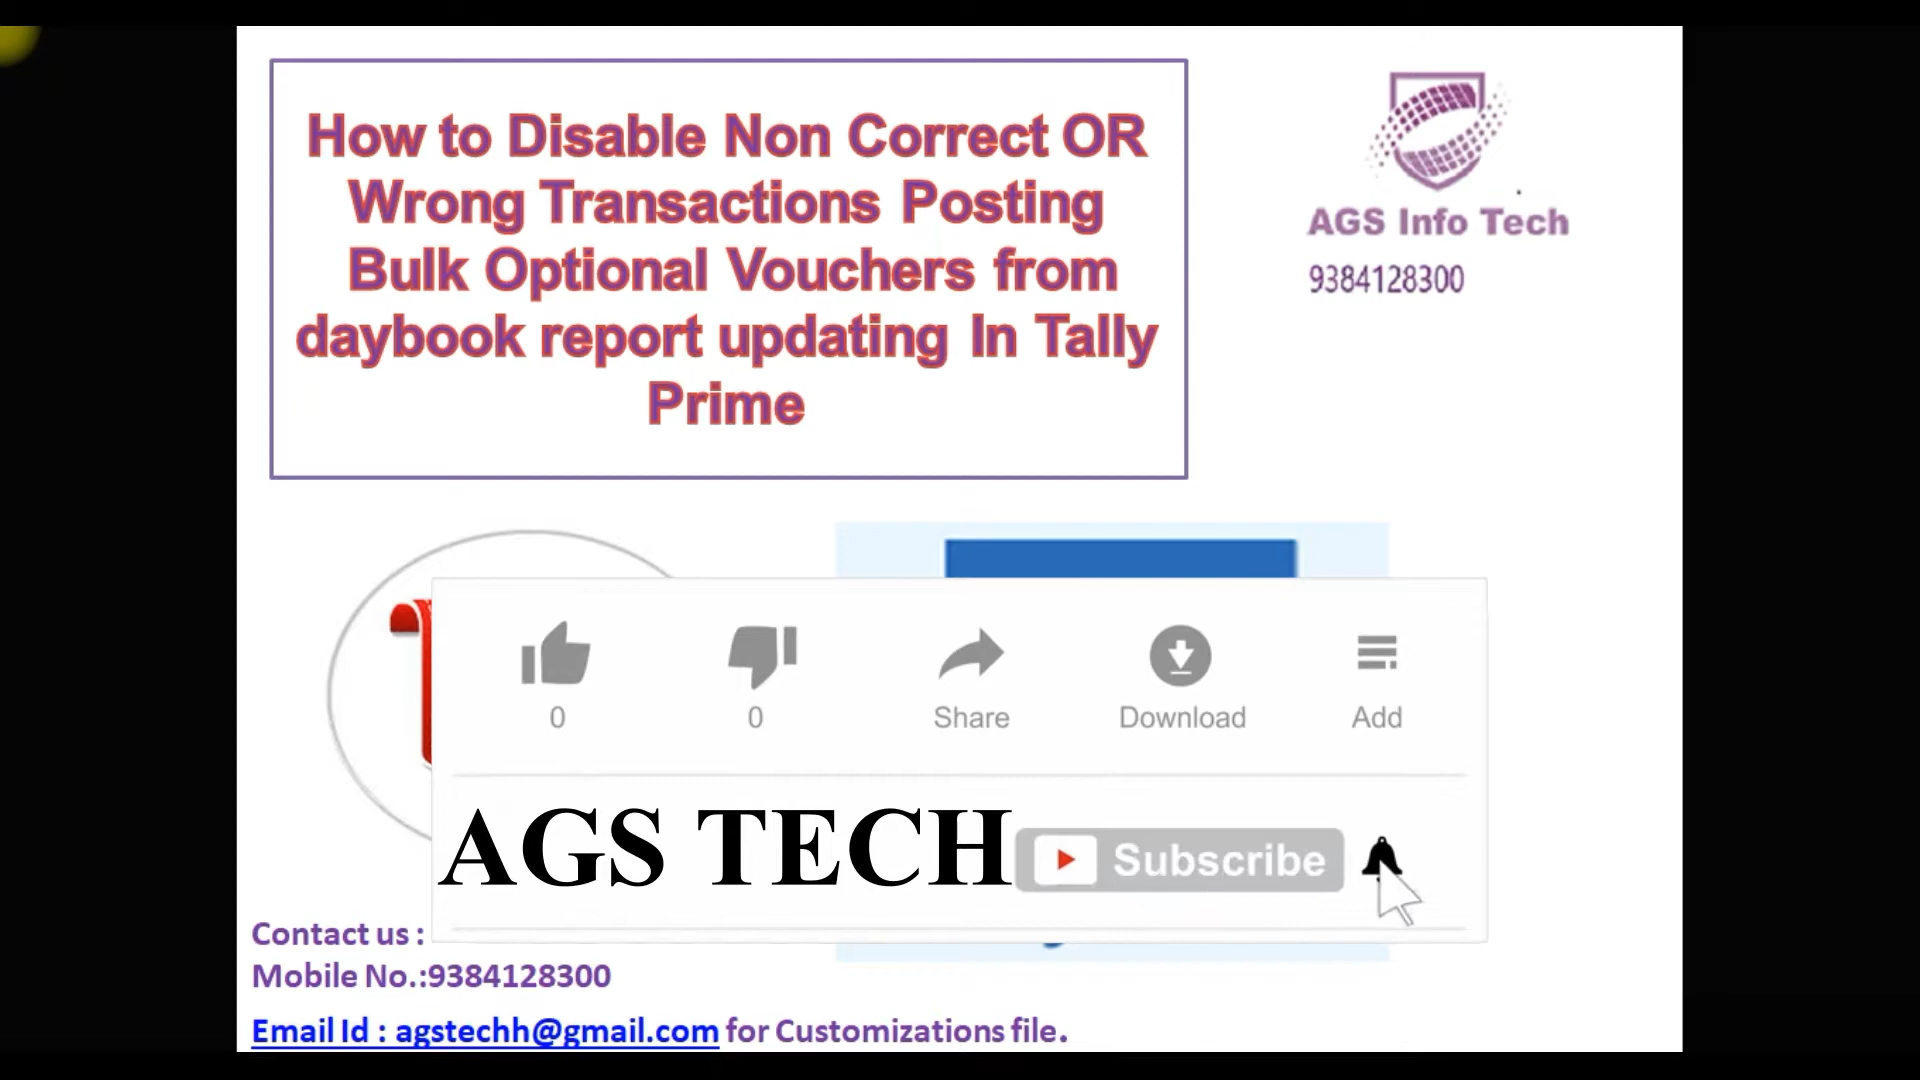 How to Disable Non Correct OR
Wrong Transactions Posting
Bulk Optional Vouchers from
daybook report updating In Tally
Prime
AGS Info Tech
9384128300
0
0
Share
Download
Add
AGS TECH
Subscribe
Contact us :
Mobile No.:9384128300
Email Id : agstechh@gmail.com for Customizations file.